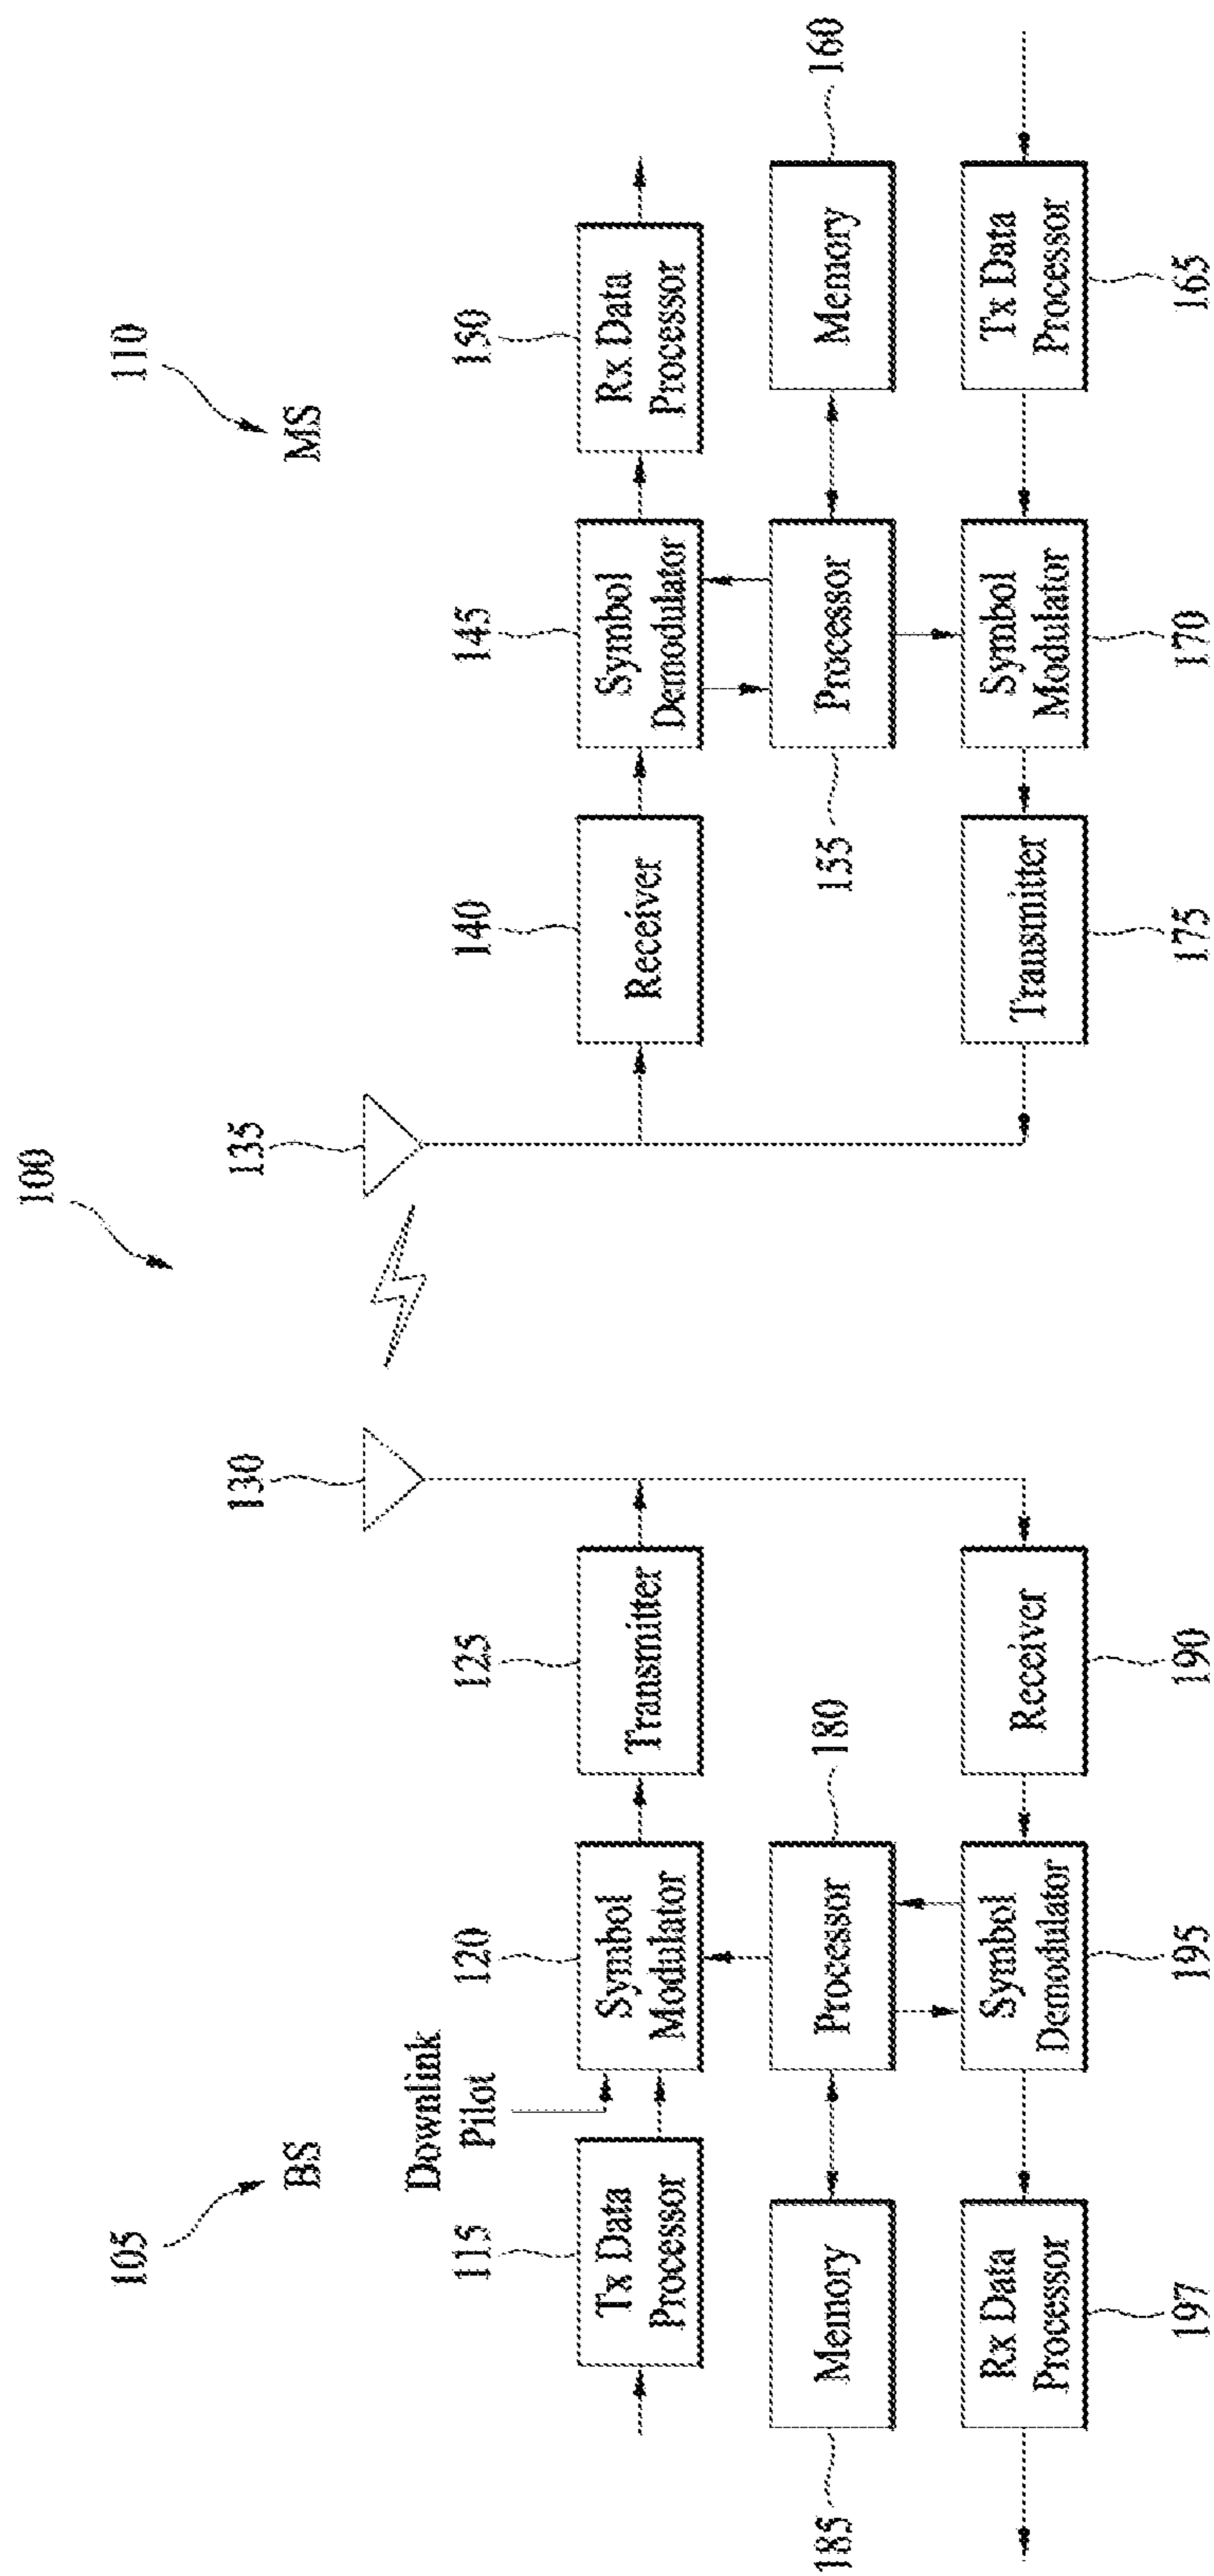 100
105
BS
110
MS
130
135
Downlink
Pilot
115
120
125
140
145
150
Tx Data
Processor
Symbol
Modulator
Transmitter
Receiver
Symbol
Demodulator
Rx Data
Processor
180
Memory
Processor
Processor
Memory
185
155
160
Rx Data
Processor
Symbol
Demodulator
Receiver
Transmitter
Symbol
Modulator
Tx Data
Processor
197
195
190
175
170
165